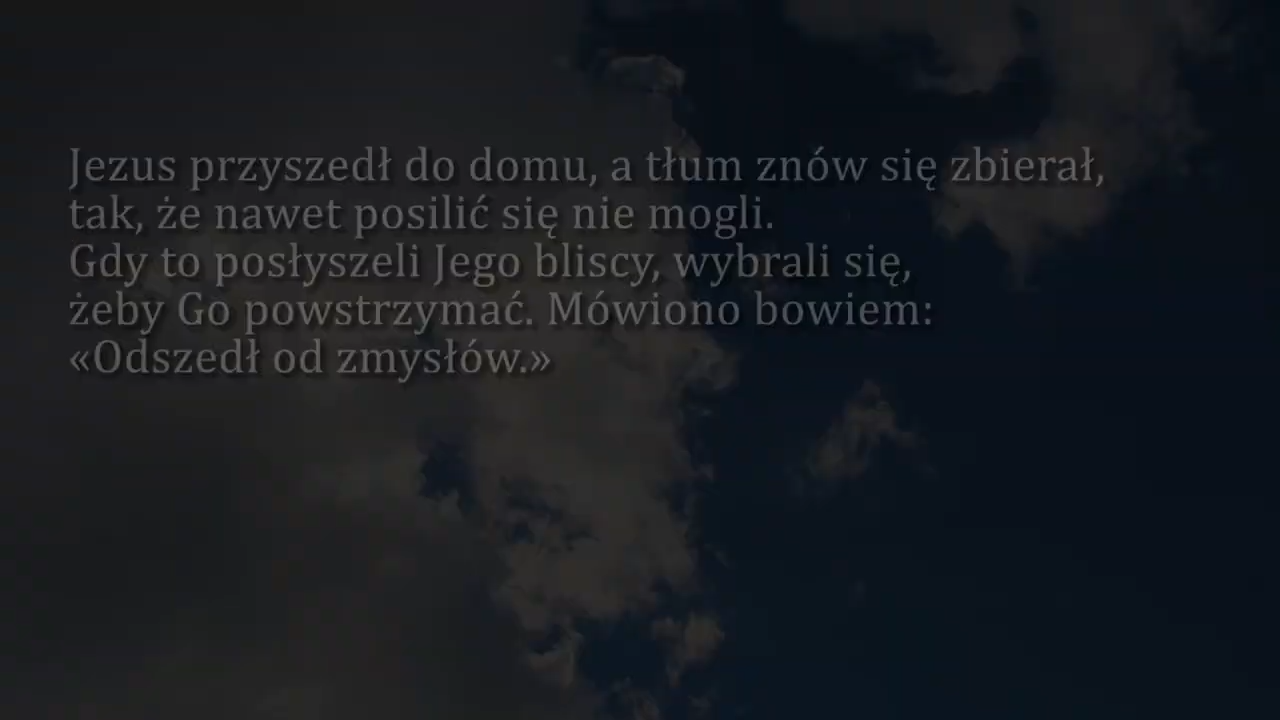 Jezus przyszedł do domu, a tłum znów się zbierał,
tak, że nawet posilić się nie mogli.
Gdy to posłyszeli Jego bliscy, wybrali się,
żeby Go powstrzymać. Mówiono bowiem:
«Odszedł od zmysłów.»